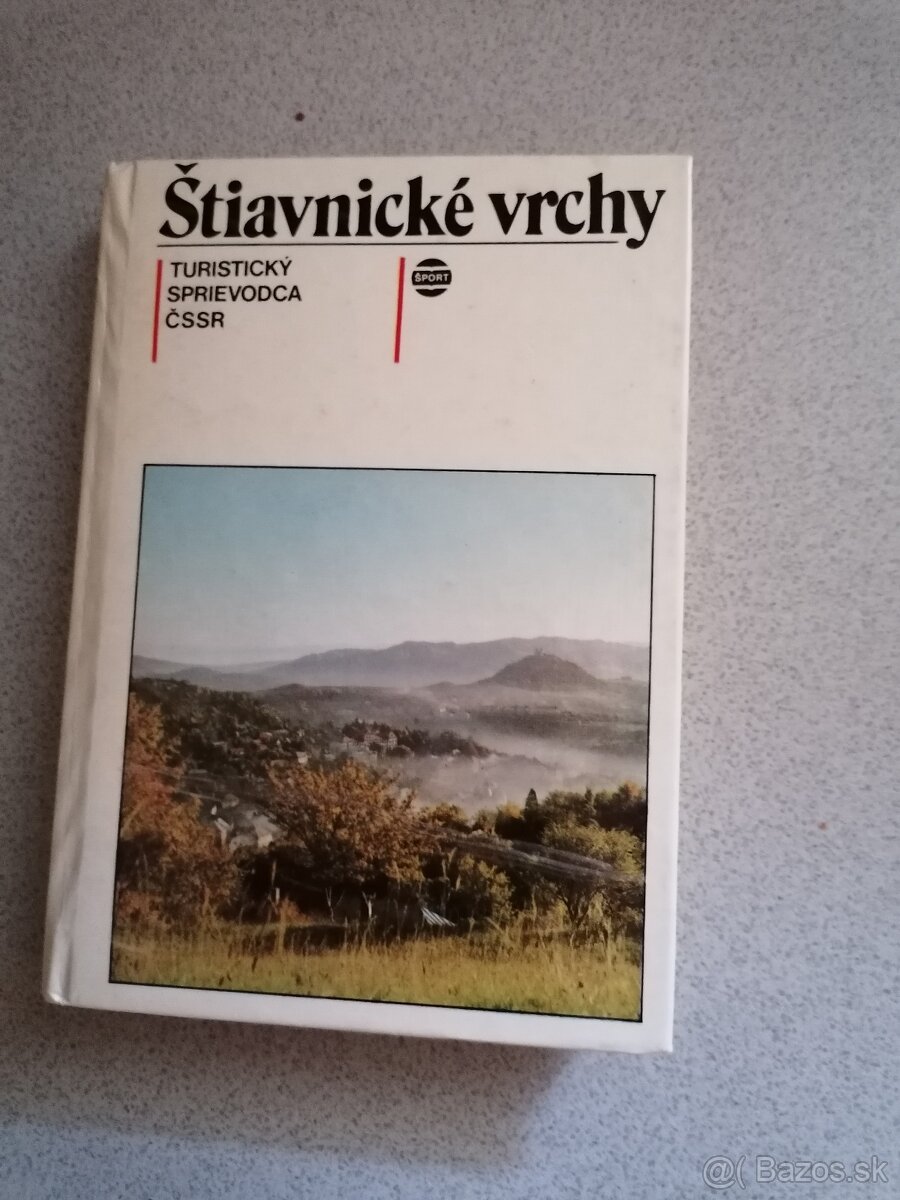 Štiavnické vrchy
TURISTICKÝ
SPRIEVODCA
ČSSR
ŠPORT
@( Bazos.sk